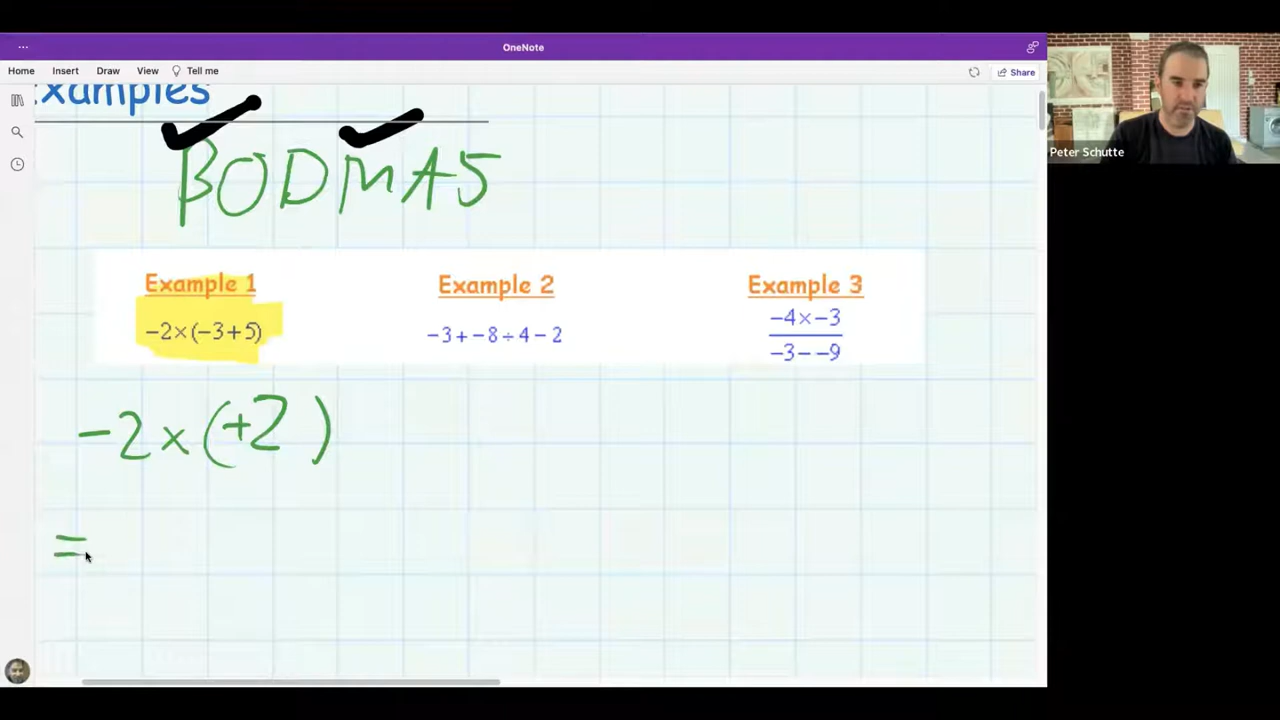 OneNote
Home Insert Draw View Tell me
Share
Examples
BODMAS
Example 1 Example 2 Example 3
−2×(−3+5) −3+−8÷4−2 −4×−3
−3−−9
−2×(+2)
=
Peter Schutte